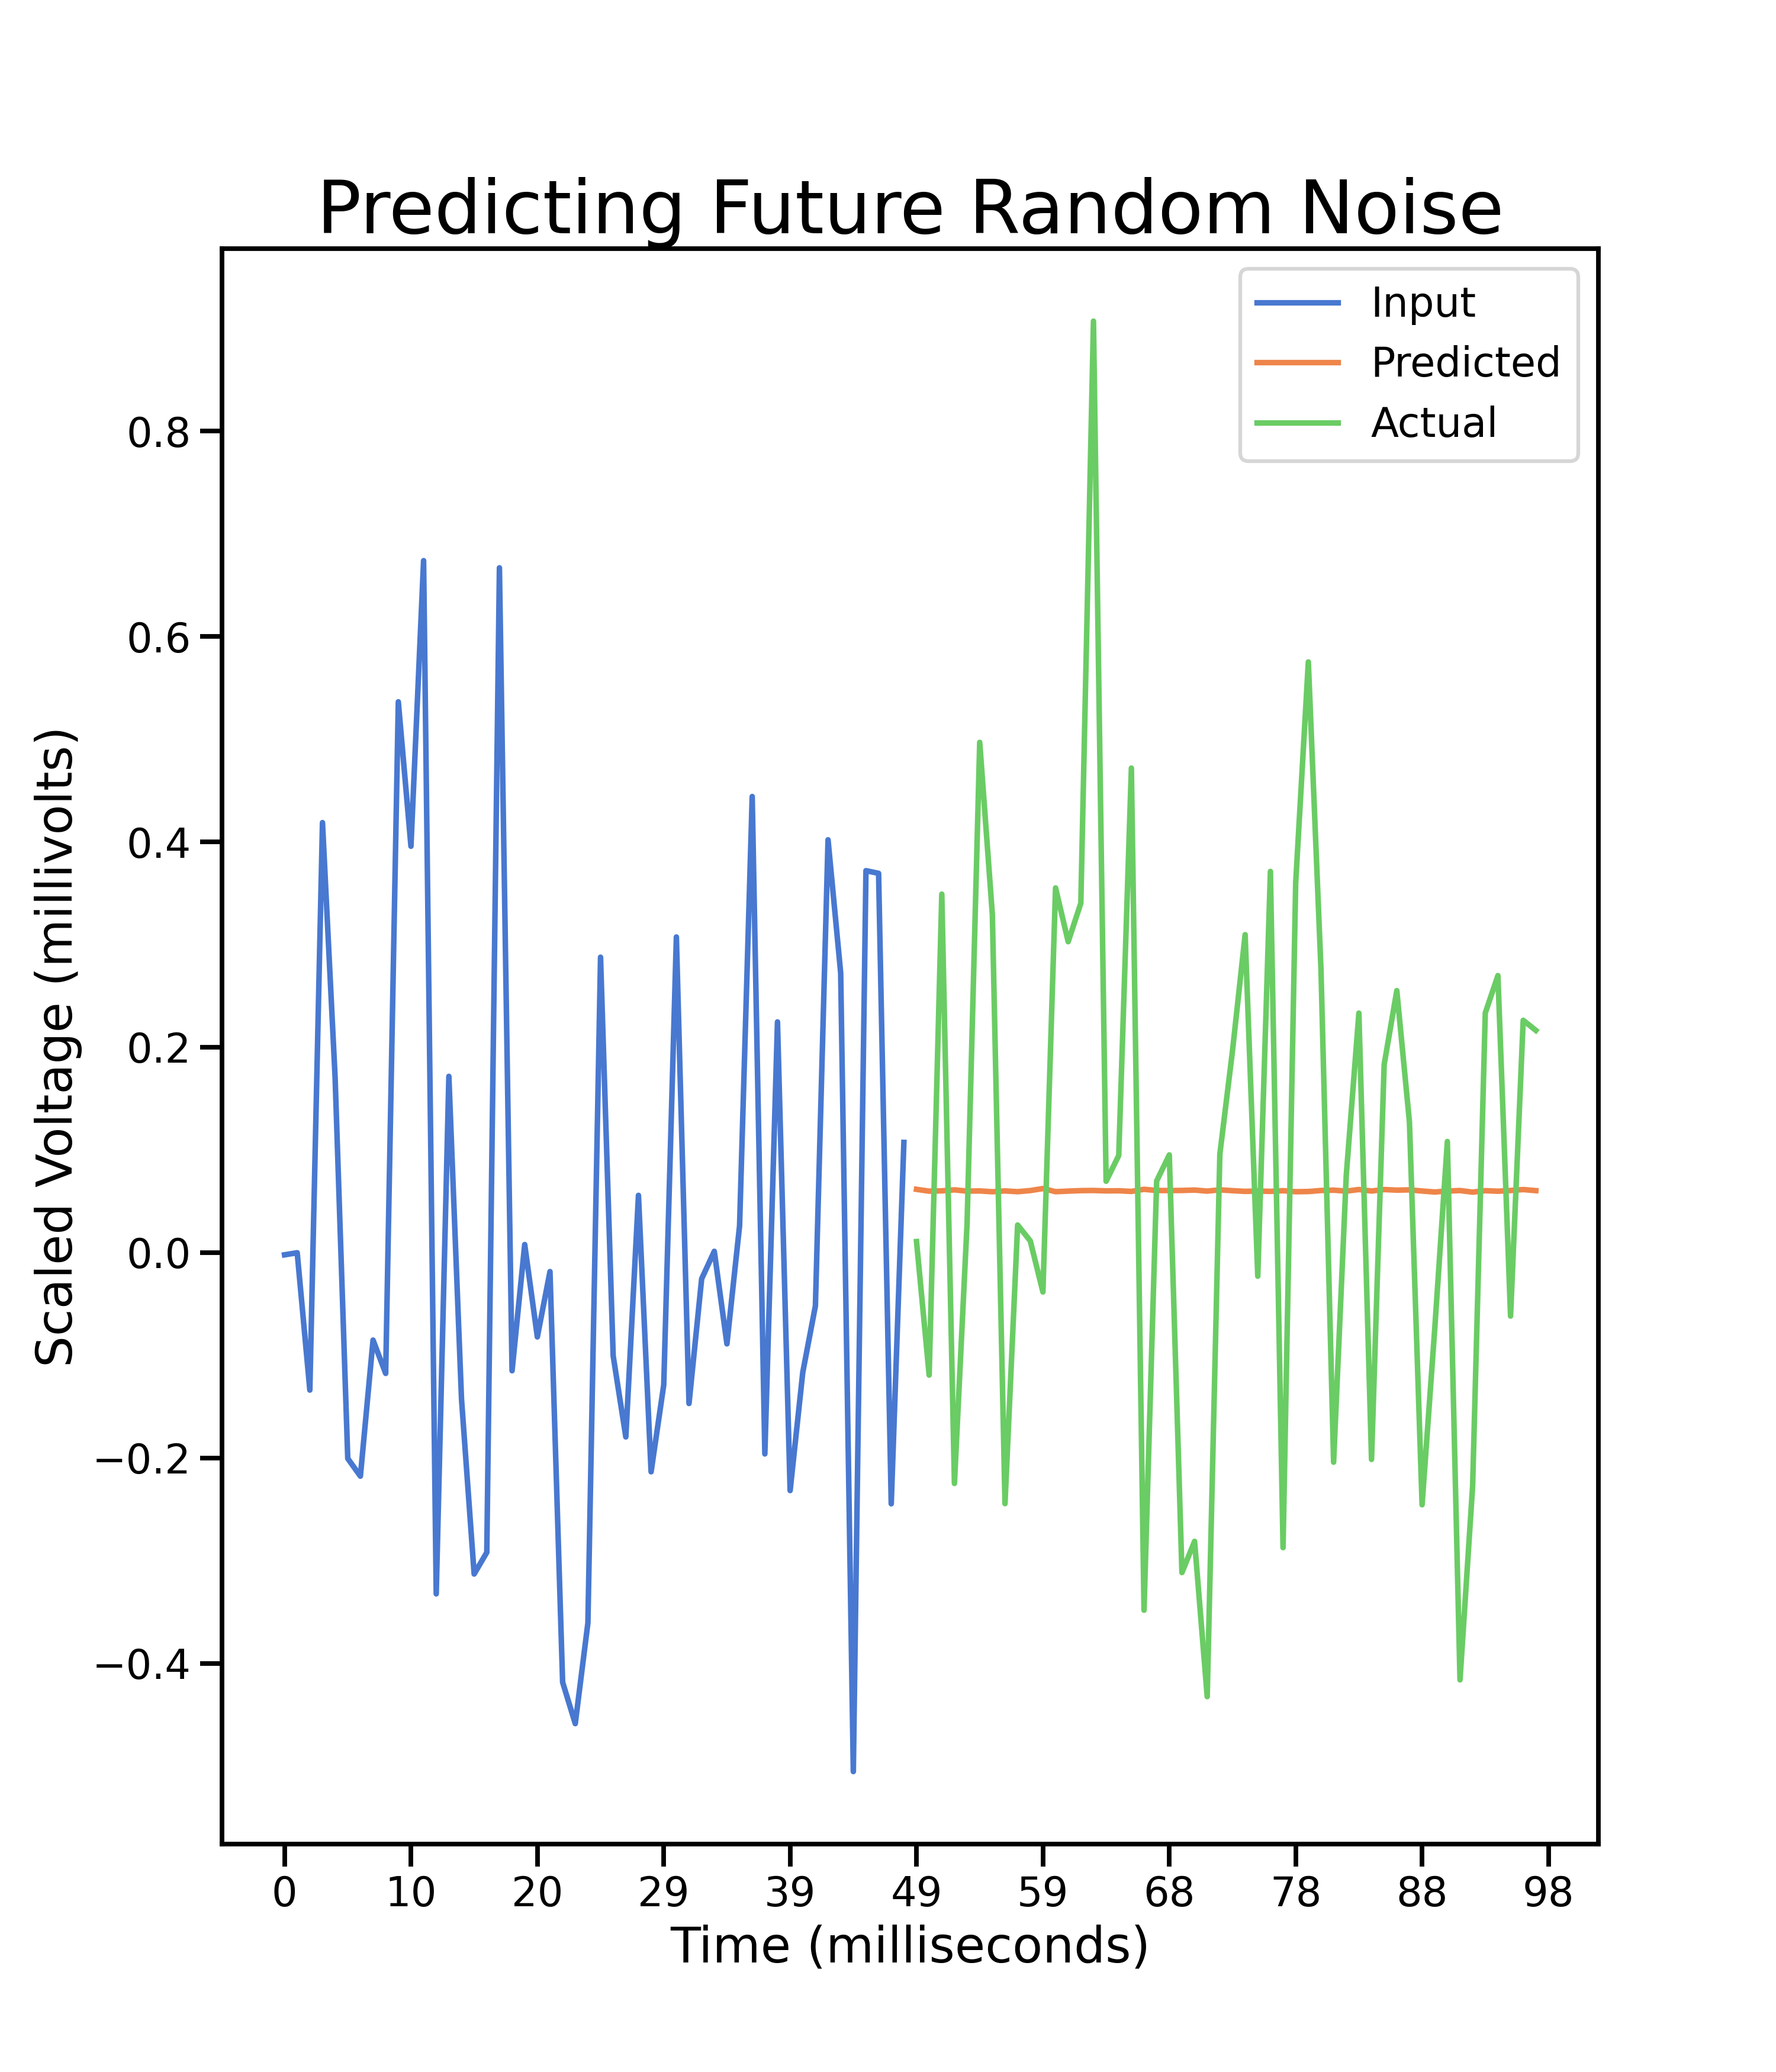 Predicting Future Random Noise
Input
Predicted
Actual
0.8
0.6
0.4
0.2
0.0
−0.2
−0.4
Scaled Voltage (millivolts)
0 10 20 29 39 49 59 68 78 88 98
Time (milliseconds)